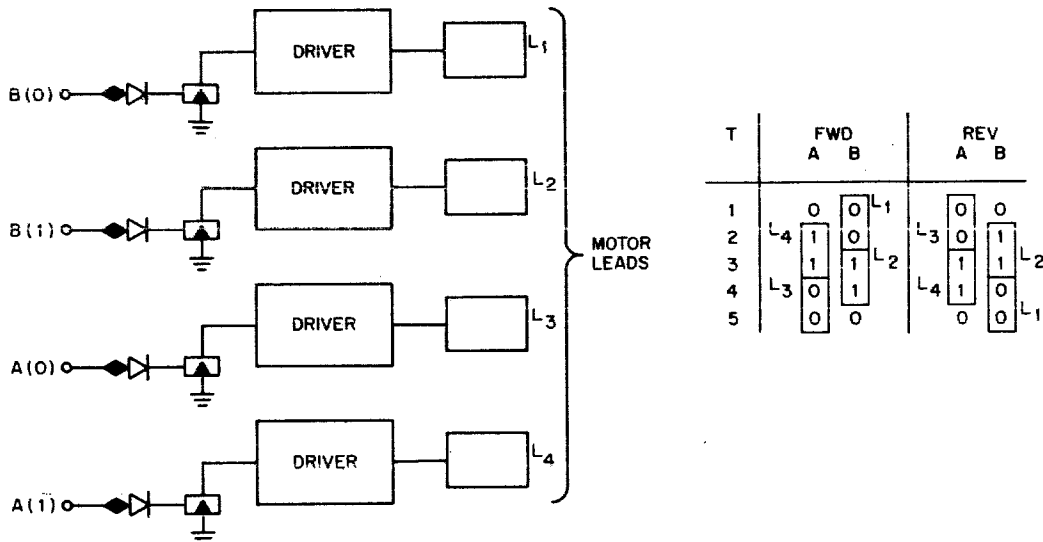 B(0)
DRIVER
L1
B(1)
DRIVER
L2
A(0)
DRIVER
L3
A(1)
DRIVER
L4
MOTOR
LEADS
T FWD REV
A B A B
1 0 0 L1 0 0
2 L4 1 0 L3 0 1
3 1 1 L2 1 1 L2
4 L3 0 1 L4 1 0
5 0 0 0 0 L1